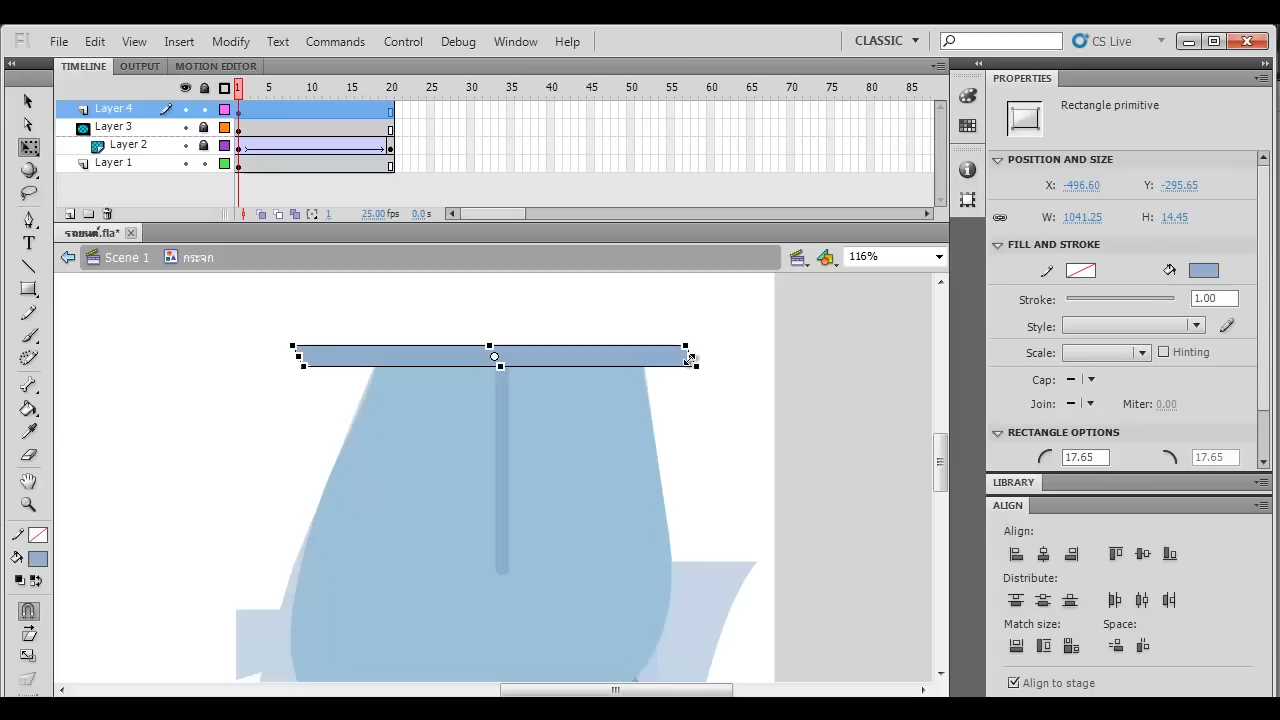 Fl File Edit View Insert Modify Text Commands Control Debug Window Help CLASSIC CS Live
TIMELINE OUTPUT MOTION EDITOR
1 5 10 15 20 25 30 35 40 45 50 55 60 65 70 75 80 85
Layer 4
Layer 3
Layer 2
Layer 1
1 25.00 fps 0.0 s
.fla*
Scene 1 กระจก 116%
PROPERTIES
Rectangle primitive
POSITION AND SIZE
X: -496.60 Y: -295.65
W: 1041.25 H: 14.45
FILL AND STROKE
Stroke: 1.00
Style:
Scale: Hinting
Cap:
Join: Miter: 0.00
RECTANGLE OPTIONS
17.65 17.65
LIBRARY
ALIGN
Align:
Distribute:
Match size: Space:
Align to stage